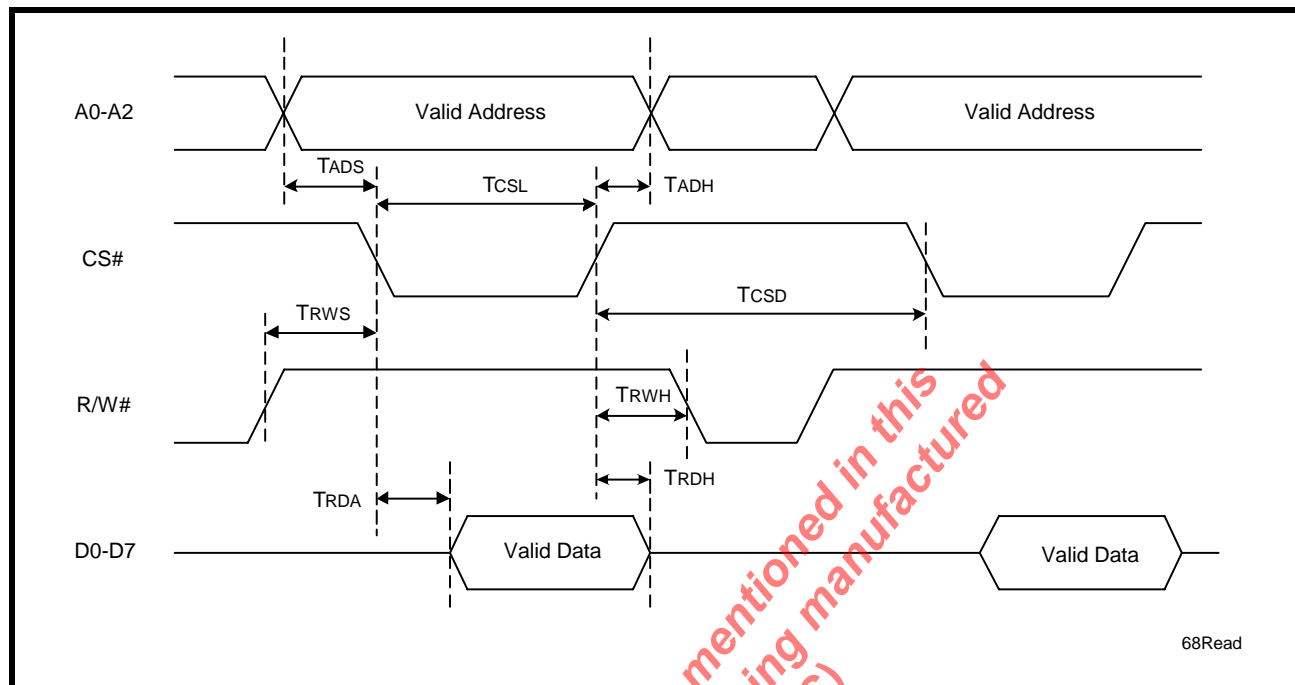 A0-A2
Valid Address
Valid Address
TADS
TCSL
TADH
CS#
TCSD
TRWS
R/W#
TRWH
TRDH
TRDA
D0-D7
Valid Data
Valid Data
mentioned in this
ing manufactured
68Read